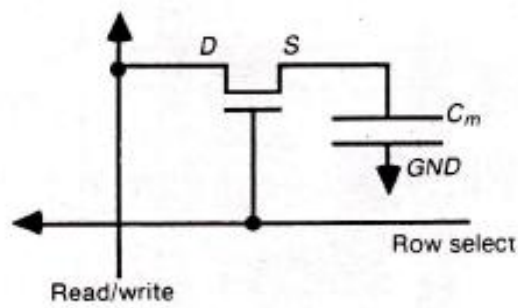 D
S
Cm
GND
Row select
Read/write